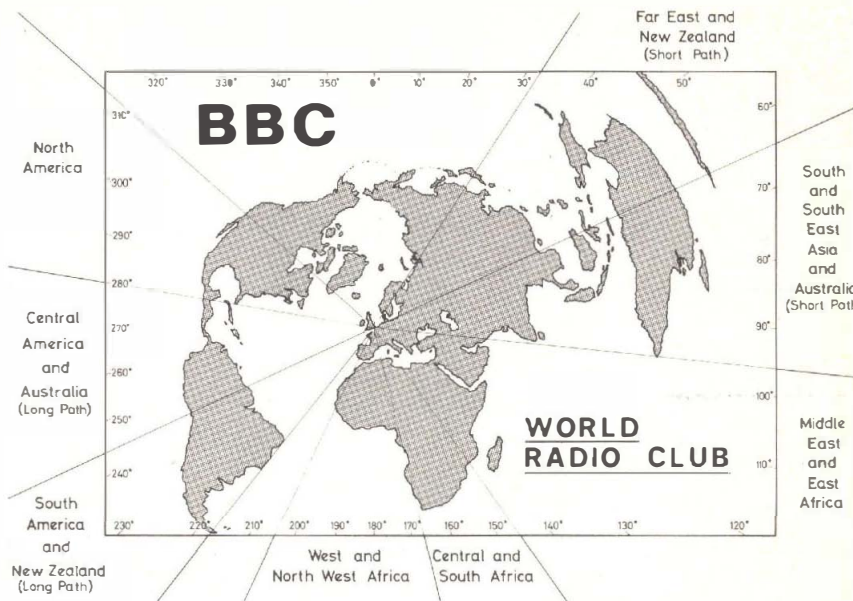 Far East and
New Zealand
(Short Path)
320° 330° 340° 350° 0° 10° 20° 30° 40° 50°
310°
300°
290°
280°
270°
260°
250°
240°
230° 220° 210° 200° 190° 180° 170° 160° 150° 140° 130° 120°
60°
70°
80°
90°
100°
110°
BBC
North
America
Central
America
and
Australia
(Long Path)
South
America
and
New Zealand
(Long Path)
South
and
South
East
Asia
and
Australia
(Short Path
Middle
East
and
East
Africa
WORLD
RADIO CLUB
West and
North West Africa
Central and
South Africa